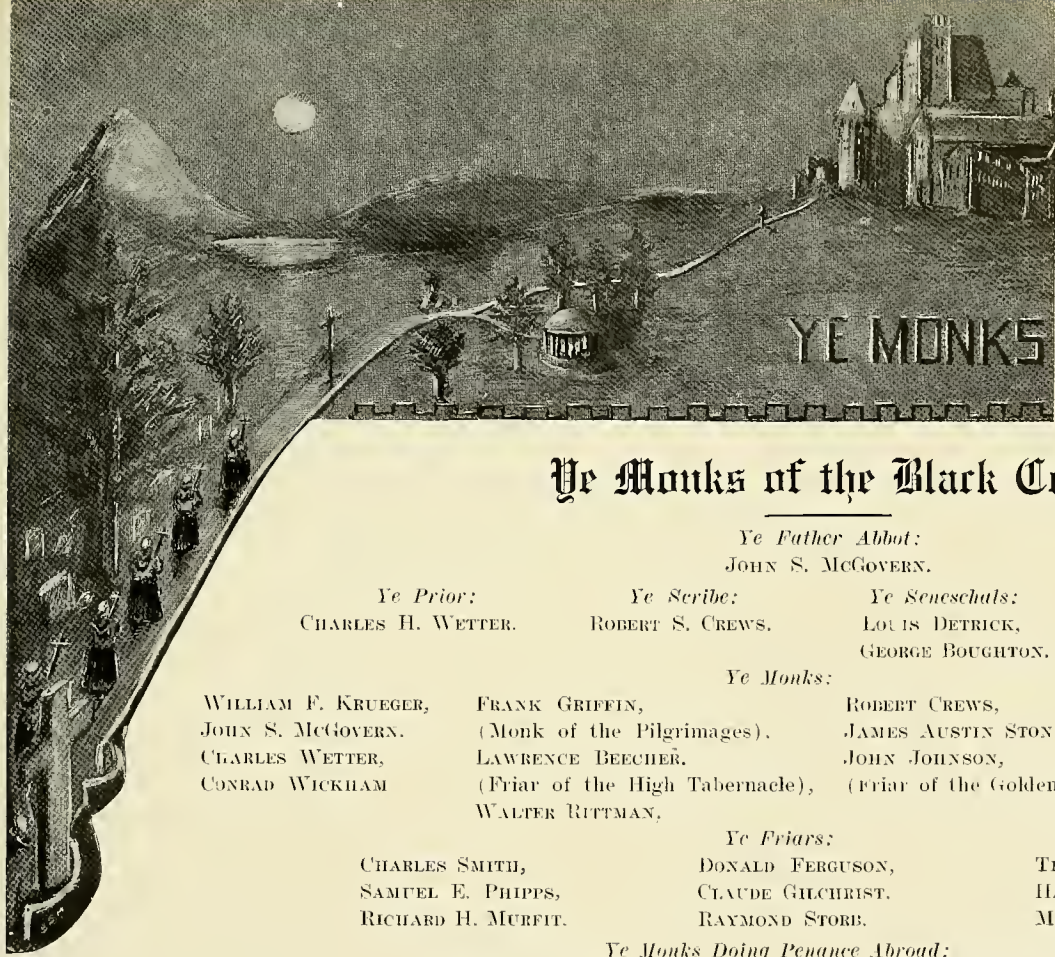 YE MONKS
Ye Monks of the Black
Ye Father Abbot:
JOHN S. MCGOVERN.
Ye Prior: Ye Scribe: Ye Seneschals:
CHARLES H. WETTER. ROBERT S. CREWS. LOUIS DETRICK,
GEORGE BOUGHTON.
Ye Monks:
WILLIAM F. KRUEGER, FRANK GRIFFIN, ROBERT CREWS,
JOHN S. MCGOVERN. (Monk of the Pilgrimages). JAMES AUSTIN STON
CHARLES WETTER, LAWRENCE BEECHER. JOHN JOHNSON,
CONRAD WICKHAM (Friar of the High Tabernacle), (Friar of the Golden
WALTER RITTMAN,
Ye Friars:
CHARLES SMITH, DONALD FERGUSON,
SAMUEL E. PHIPPS, CLAUDE GILCHRIST.
RICHARD H. MURFIT. RAYMOND STORB. M
Ye Monks Doing Penance Abroad: